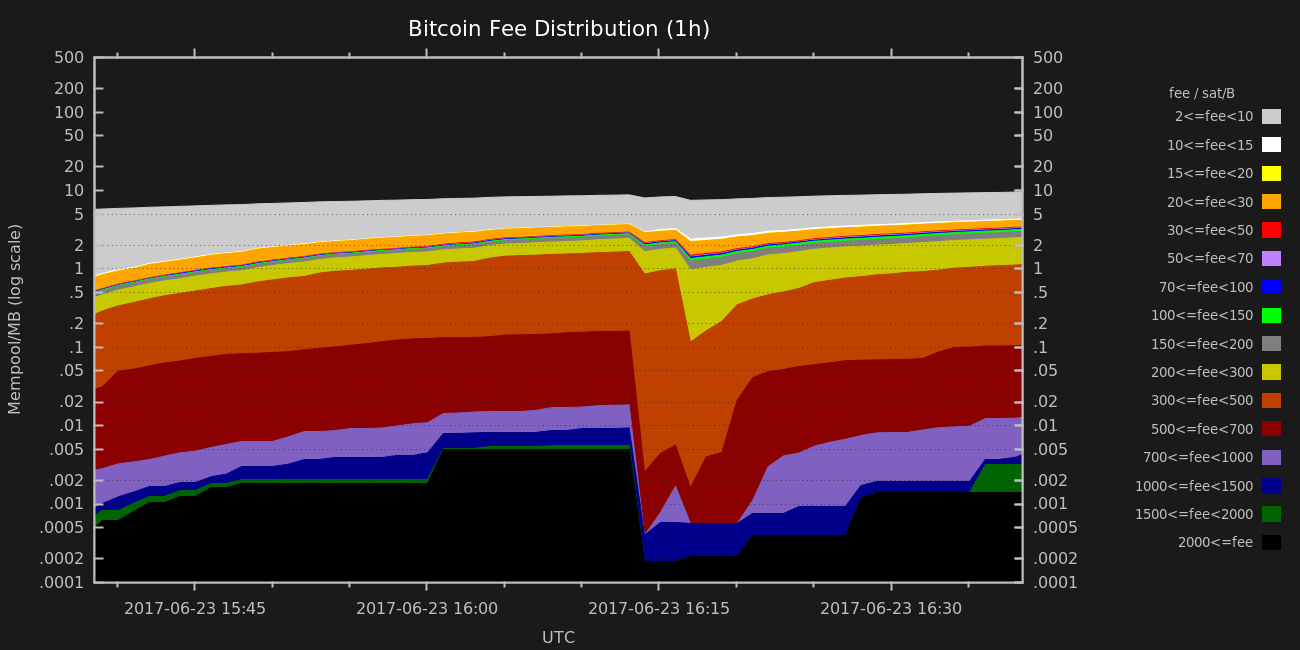 Bitcoin Fee Distribution (1h)
500 500
200 200
100 100
50 50
20 20
10 10
5 5
2 2
1 1
.5 .5
.2 .2
.1 .1
.05 .05
.02 .02
.01 .01
.005 .005
.002 .002
.001 .001
.0005 .0005
.0002 .0002
.0001 .0001
Mempool/MB (log scale)
2017-06-23 15:45 2017-06-23 16:00 2017-06-23 16:15 2017-06-23 16:30
UTC
fee / sat/B
2<=fee<10
10<=fee<15
15<=fee<20
20<=fee<30
30<=fee<50
50<=fee<70
70<=fee<100
100<=fee<150
150<=fee<200
200<=fee<300
300<=fee<500
500<=fee<700
700<=fee<1000
1000<=fee<1500
1500<=fee<2000
2000<=fee